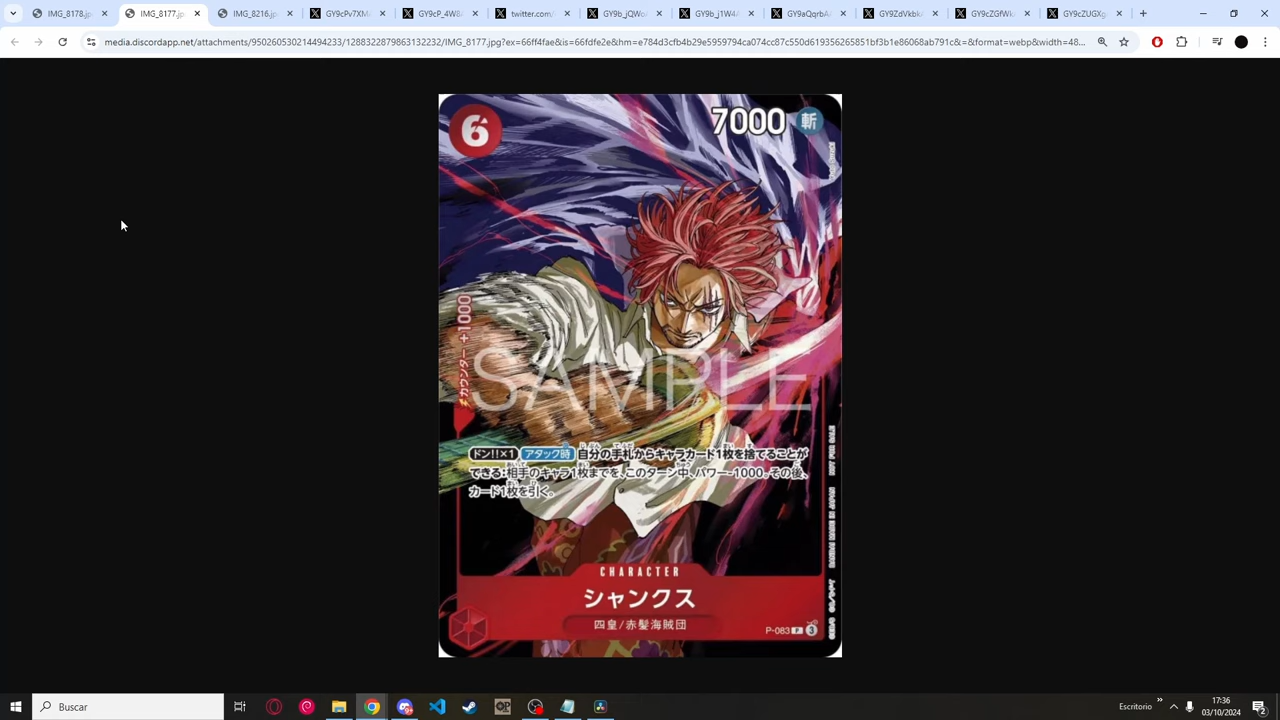 IMG_8178.jp
IMG_8177.jp
IMG_8216.jp
GY9cPv7XM
GY9cP_4W8
twitter.com/
GY9b_jQWo
GY9b_j1W4
GY9aQqrbA
GYZdVkbk
GY9cZGfWk
GY9cZUGXg
media.discordapp.net/attachments/950260530214494233/1288322879863132232/IMG_8177.jpg?ex=66ff4fae&is=66fdfe2e&hm=e784d3cfb4b29e5959794ca074cc87c550d619356265851bf3b1e86068ab791c&=&format=webp&width=48...
6
7000
斬
カウンター +1000
SAMPLE
ドン!!×1 アタック時 自分の手札からキャラカード1枚を捨てることが
できる:相手のキャラ1枚までを、このターン中、パワー-1000。その後、
カード1枚を引く。
CHARACTER
シャンクス
四皇/赤髪海賊団
P-083 P 3
Buscar
OP
Escritorio
17:36
03/10/2024
2